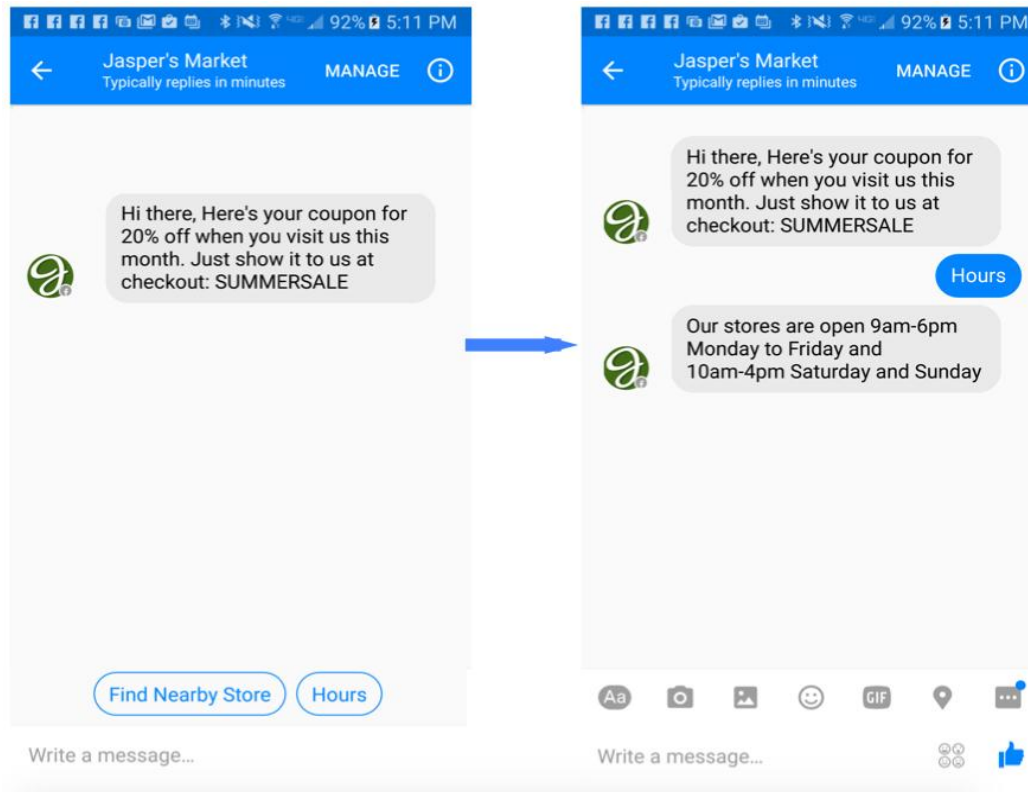 92% 5:11 PM
Jasper's Market
Typically replies in minutes
MANAGE
Hi there, Here's your coupon for
20% off when you visit us this
month. Just show it to us at
checkout: SUMMERSALE
Find Nearby Store
Hours
Write a message...
92% 5:11 PM
Jasper's Market
Typically replies in minutes
MANAGE
Hi there, Here's your coupon for
20% off when you visit us this
month. Just show it to us at
checkout: SUMMERSALE
Hours
Our stores are open 9am-6pm
Monday to Friday and
10am-4pm Saturday and Sunday
Aa
GIF
Write a message...